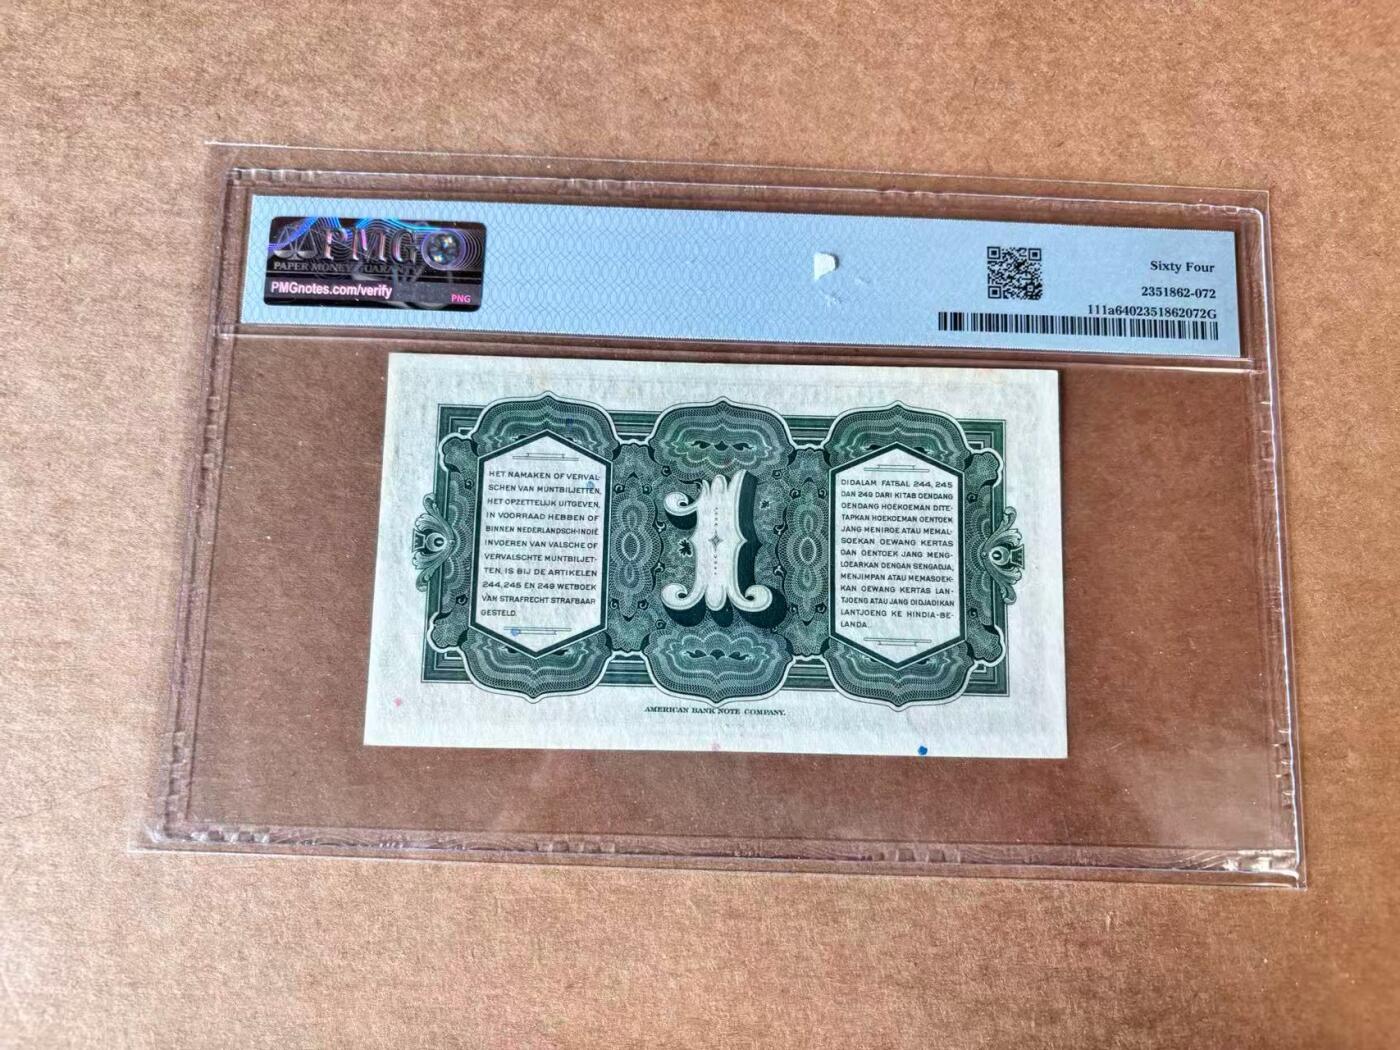 PMG
PAPER MONEY GUARANTY
PMGnotes.com/verify
PNG
Sixty Four
2351862-072
111a6402351862072G
HET NAMAKEN OF VERVAL-
SCHEN VAN MUNTBILJETTEN,
HET OPZETTELIJK UITGEVEN,
IN VOORRAAD HEBBEN OF
BINNEN NEDERLANDSCH-INDIË
INVOEREN VAN VALSCHE OF
VERVALSCHTE MUNTBILJET-
TEN, IS BIJ DE ARTIKELEN
244,245 EN 249 WETBOEK
VAN STRAFRECHT STRAFBAAR
GESTELD.
1
DIDALAM FATSAL 244, 245
DAN 249 DARI KITAB OENDANG
OENDANG HOEKOEMAN DITE-
TAPKAN HOEKOEMAN OENTOEK
JANG MENIROE ATAU MEMAL-
SOEKAN OEWANG KERTAS
DAN OENTOEK JANG MENG-
LOEARKAN DENGAN SENGADJA,
MENJIMPAN ATAU MEMASOEK-
KAN OEWANG KERTAS LAN-
TJOENG ATAU JANG DIDJADIKAN
LANTJOENG KE HINDIA-BE-
LANDA.
AMERICAN BANK NOTE COMPANY.